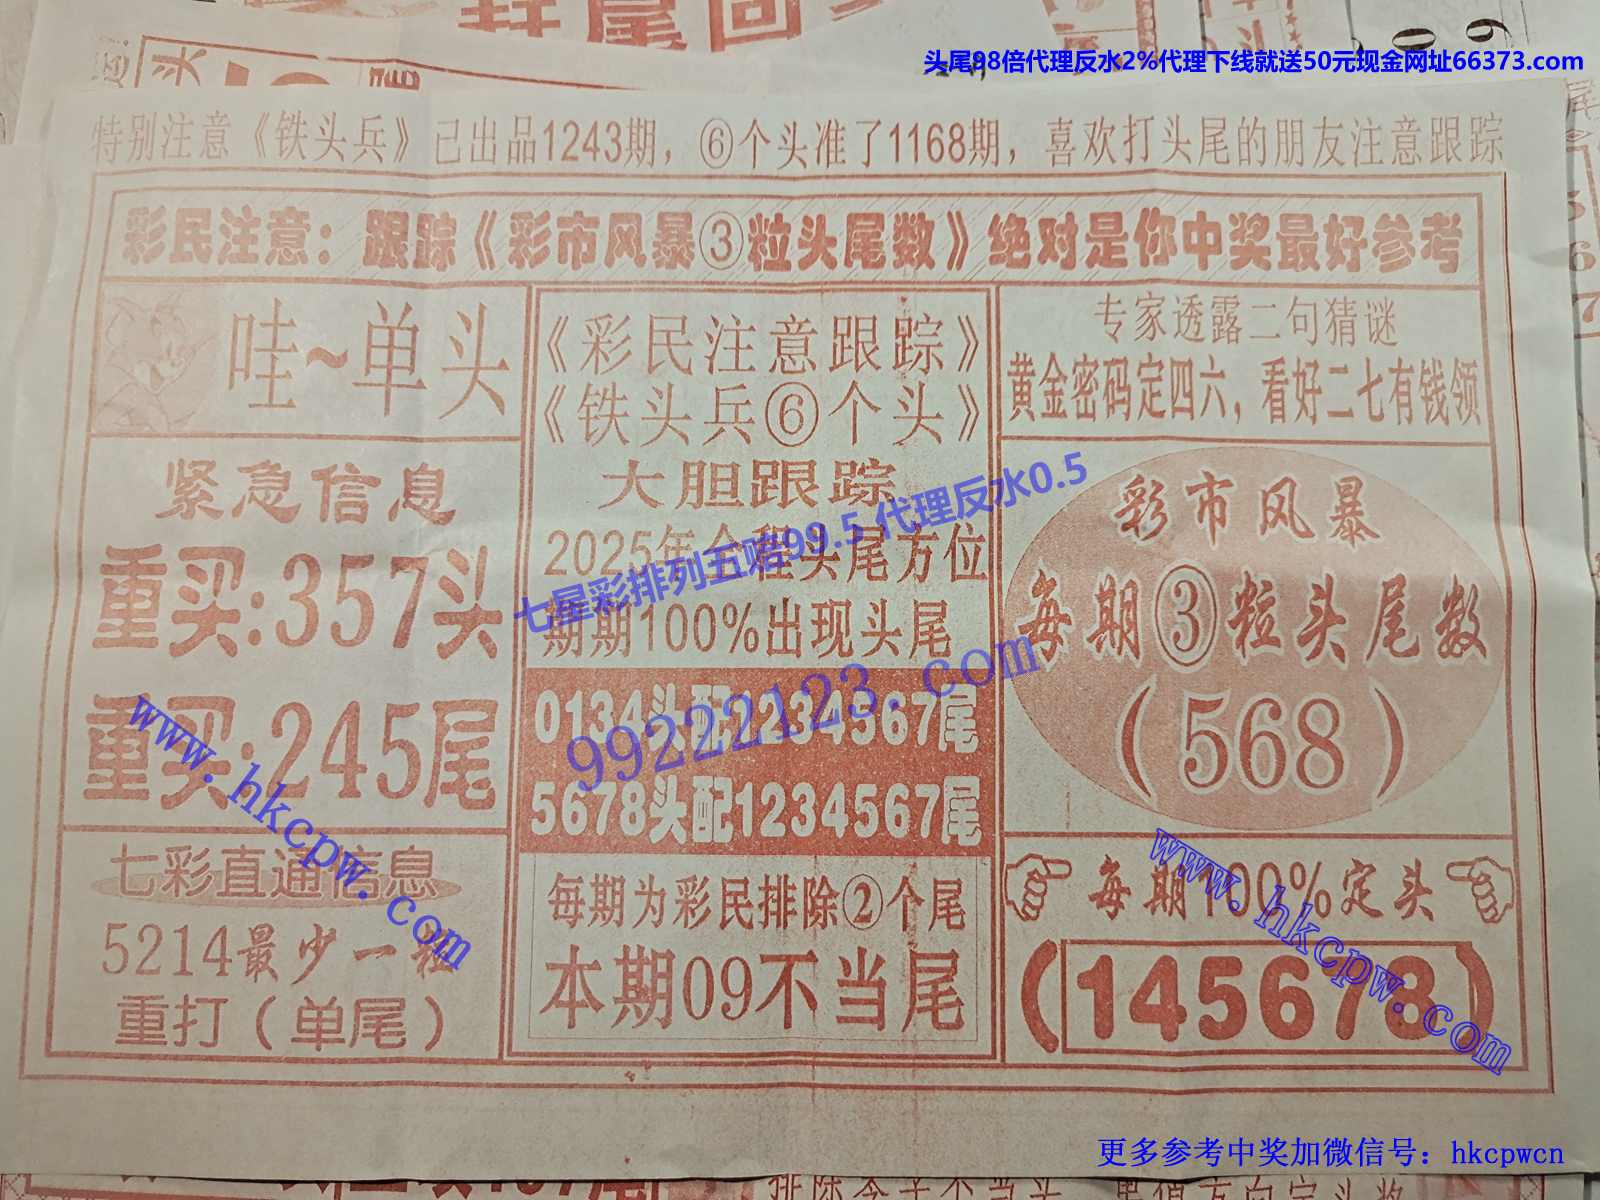 头尾98倍代理反水2%代理下线就送50元现金网址66373.com
特别注意《铁头兵》已出品1243期，⑥个头准了1168期，喜欢打头尾的朋友注意跟踪
彩民注意：跟踪《彩市风暴③粒头尾数》绝对是你中奖最好参考
哇~单头
紧急信息
重买:357头
重买:245尾
七彩直通信息
5214最少一粒
重打（单尾）
《彩民注意跟踪》
《铁头兵⑥个头》
大胆跟踪
2025年全程头尾方位
期期100%出现头尾
0134头配1234567尾
5678头配1234567尾
每期为彩民排除②个尾
本期09不当尾
专家透露二句猜谜
黄金密码定四六，看好二七有钱领
彩市风暴
每期③粒头尾数
（568）
每期100%定头
（145678）
七星彩排列五赔99.5 代理反水0.5
99222123.com
www.hkcpw.com
www.hkcpw.com
更多参考中奖加微信号：hkcpwcn